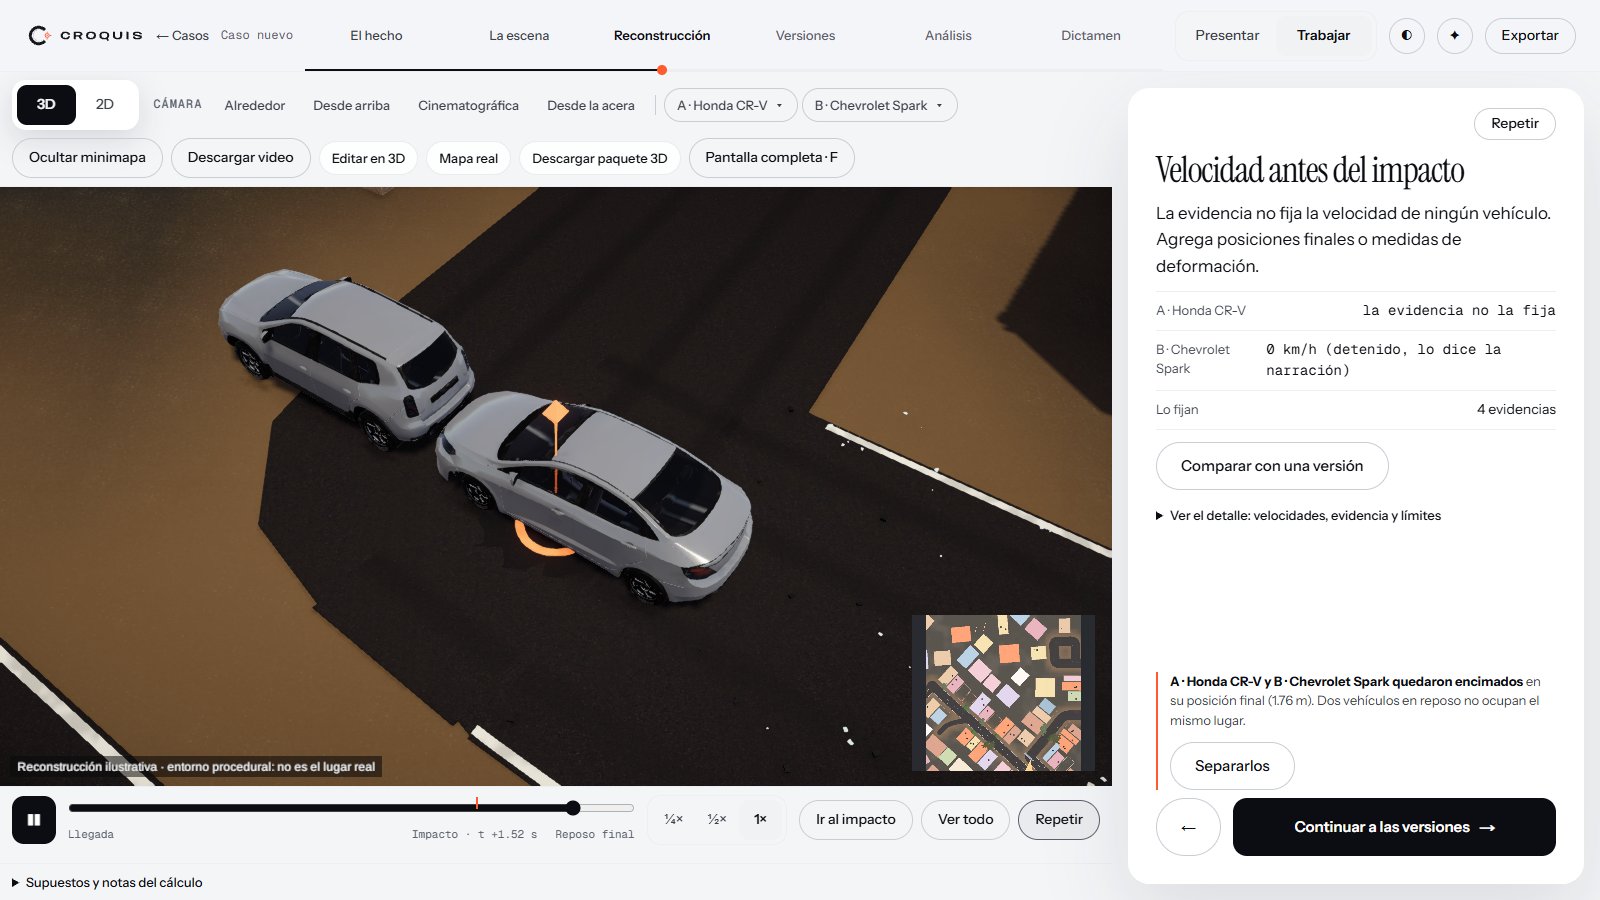 CROQUIS
← Casos
Caso nuevo
El hecho
La escena
Reconstrucción
Versiones
Análisis
Dictamen
Presentar
Trabajar
Exportar
3D
2D
CÁMARA
Alrededor
Desde arriba
Cinematográfica
Desde la acera
A · Honda CR-V
B · Chevrolet Spark
Ocultar minimapa
Descargar video
Editar en 3D
Mapa real
Descargar paquete 3D
Pantalla completa · F
Reconstrucción ilustrativa · entorno procedural: no es el lugar real
Llegada
Impacto · t +1.52 s
Reposo final
¼×
½×
1×
Ir al impacto
Ver todo
Repetir
Supuestos y notas del cálculo
Repetir
Velocidad antes del impacto
La evidencia no fija la velocidad de ningún vehículo.
Agrega posiciones finales o medidas de
deformación.
A · Honda CR-V
la evidencia no la fija
B · Chevrolet
Spark
0 km/h (detenido, lo dice la
narración)
Lo fijan
4 evidencias
Comparar con una versión
Ver el detalle: velocidades, evidencia y límites
A · Honda CR-V y B · Chevrolet Spark quedaron encimados en
su posición final (1.76 m). Dos vehículos en reposo no ocupan el
mismo lugar.
Separarlos
←
Continuar a las versiones →